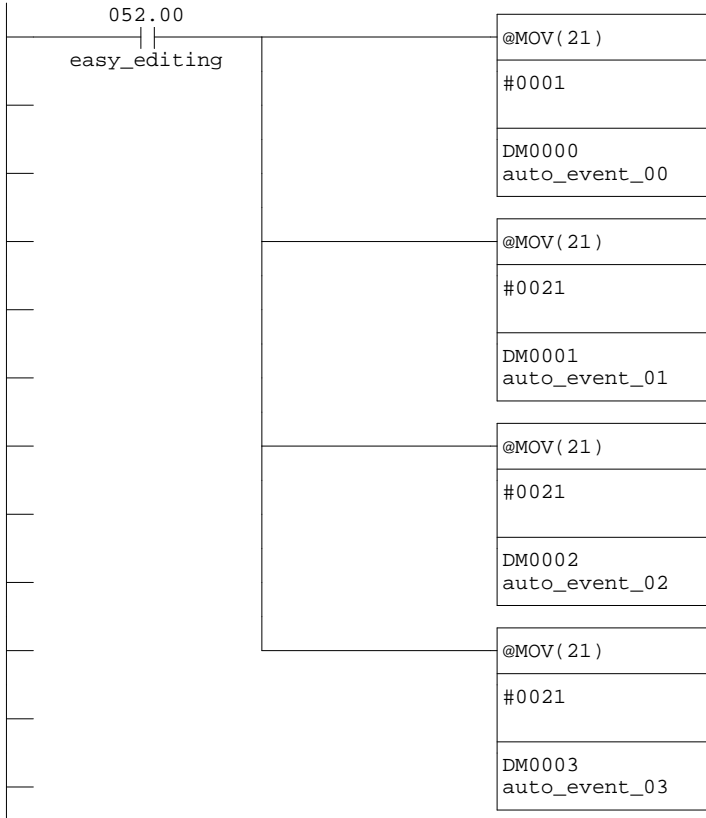 052.00
easy_editing
@MOV(21)
#0001
DM0000
auto_event_00
@MOV(21)
#0021
DM0001
auto_event_01
@MOV(21)
#0021
DM0002
auto_event_02
@MOV(21)
#0021
DM0003
auto_event_03